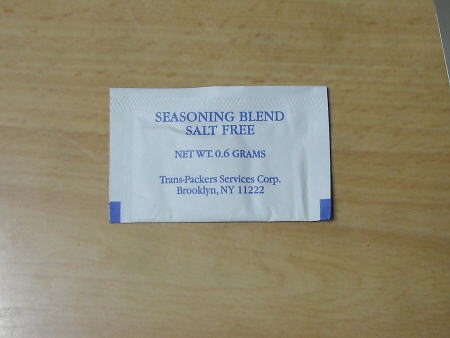 SEASONING BLEND
SALT FREE
NET WT. 0.6 GRAMS
Trans-Packers Services Corp.
Brooklyn, NY 11222